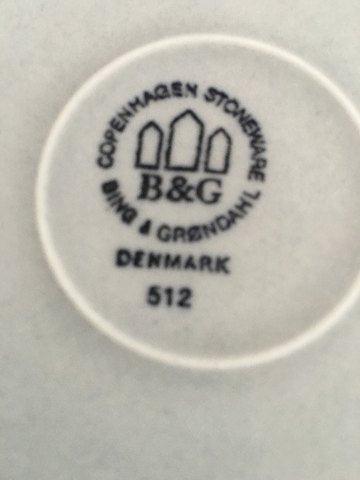 COPENHAGEN STONEWARE
B&G
BING & GRØNDAHL
DENMARK
512